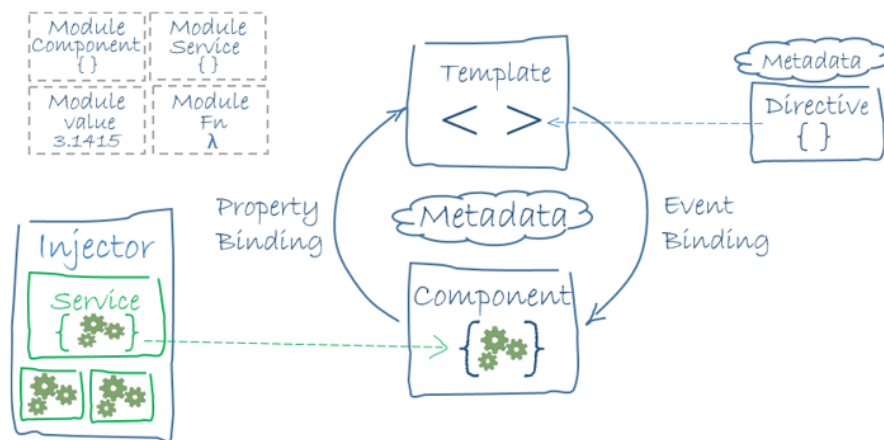 Module
Component
{ }
Module
Service
{ }
Module
value
3.1415
Module
Fn
λ
Template
< >
Metadata
Directive
{ }
Property
Binding
Metadata
Event
Binding
Injector
Service
{ }
Component
{ }